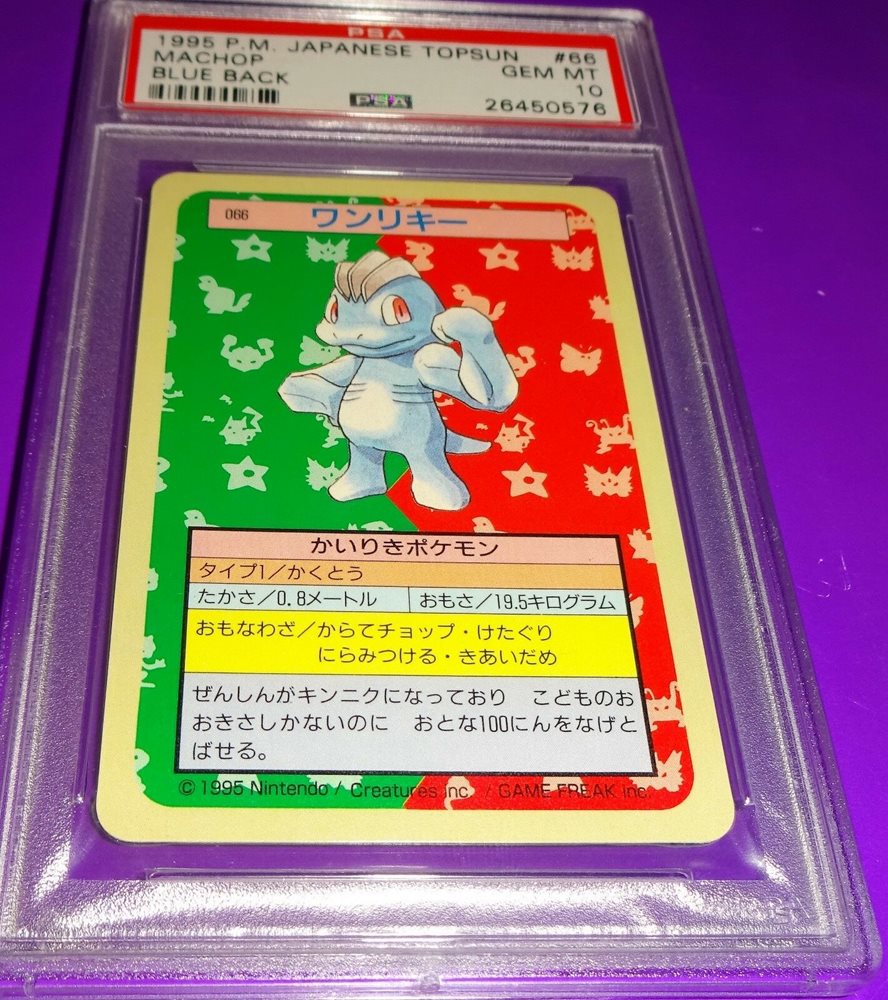 PSA
1995 P.M. JAPANESE TOPSUN #66
MACHOP GEM MT
BLUE BACK 10
PSA 26450576
066 ワンリキー
かいりきポケモン
タイプ1/かくとう
たかさ/0.8メートル おもさ/19.5キログラム
おもなわざ/からてチョップ・けたぐり
にらみつける・きあいだめ
ぜんしんがキンニクになっており こどものお
おきさしかないのに おとな100にんをなげと
ばせる。
© 1995 Nintendo / Creatures inc. / GAME FREAK inc.